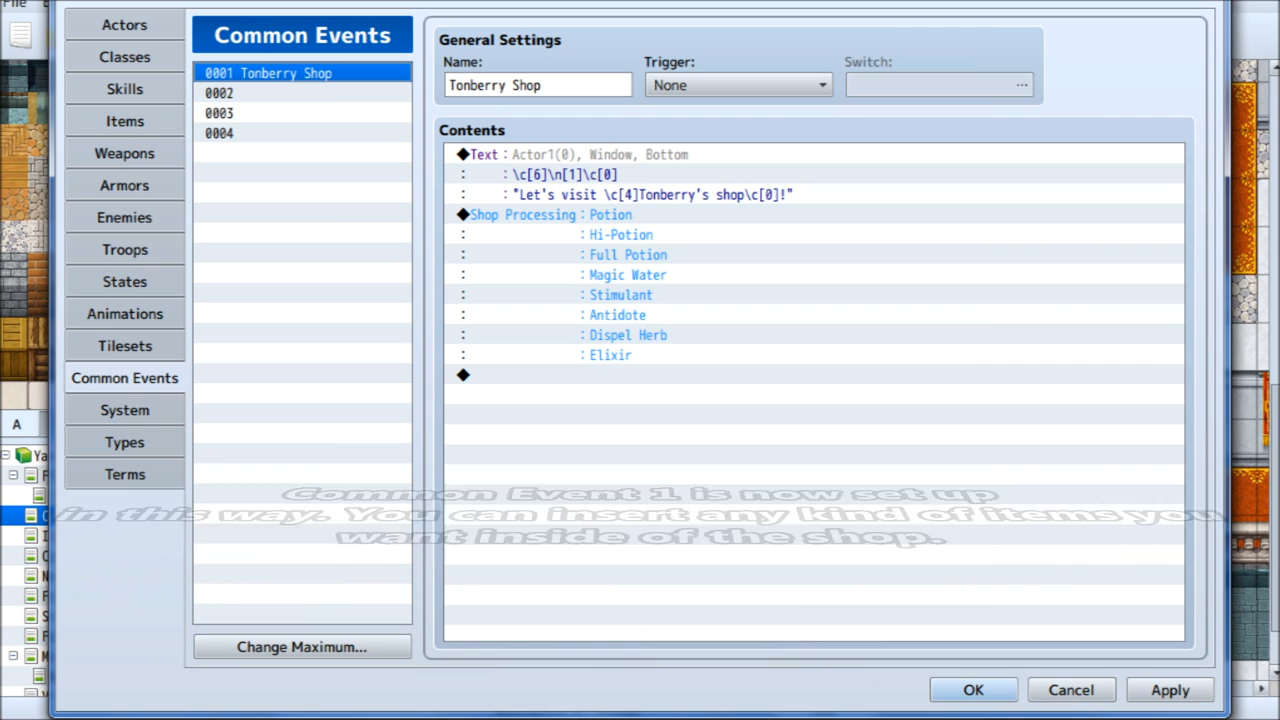 File
Actors
Classes
Skills
Items
Weapons
Armors
Enemies
Troops
States
Animations
Tilesets
Common Events
System
Types
Terms
Common Events
0001 Tonberry Shop
0002
0003
0004
Change Maximum...
General Settings
Name:
Trigger:
Switch:
Tonberry Shop
None
...
Contents
◆Text : Actor1(0), Window, Bottom
: : \c[6]\n[1]\c[0]
: : "Let's visit \c[4]Tonberry's shop\c[0]!"
◆Shop Processing : Potion
: : Hi-Potion
: : Full Potion
: : Magic Water
: : Stimulant
: : Antidote
: : Dispel Herb
: : Elixir
◆
Common Event 1 is now set up
in this way. You can insert any kind of items you
want inside of the shop.
OK
Cancel
Apply
A